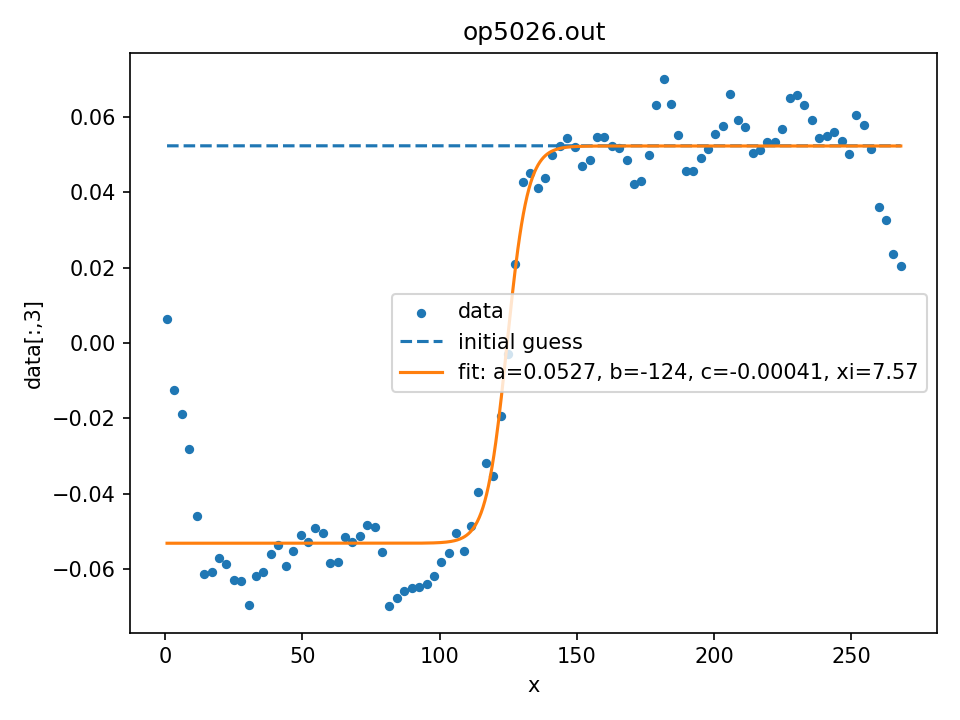 op5026.out
0.06
0.04
0.02
0.00
−0.02
−0.04
−0.06
data[:,3]
data
initial guess
fit: a=0.0527, b=-124, c=-0.00041, xi=7.57
0 50 100 150 200 250
x